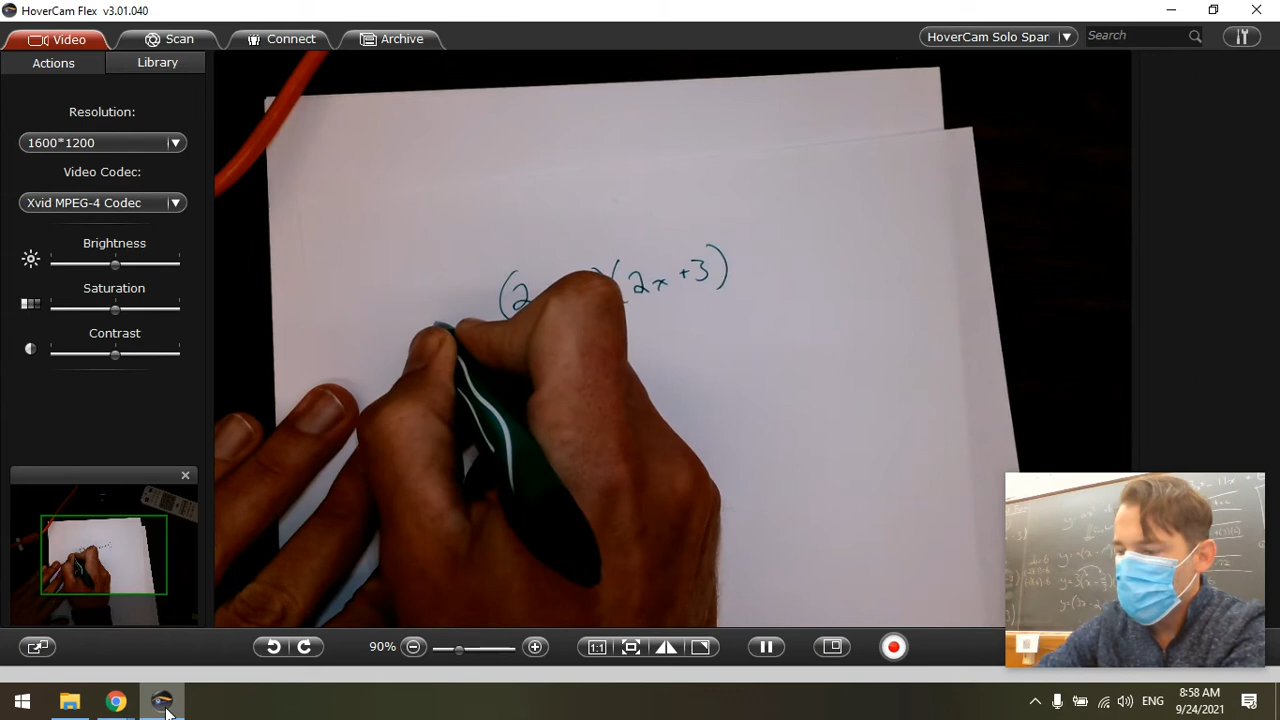 HoverCam Flex v3.01.040
Video Scan Connect Archive HoverCam Solo Spar Search
Actions Library
Resolution:
1600*1200
Video Codec:
Xvid MPEG-4 Codec
Brightness
Saturation
Contrast
(2 )(2x +3)
90% 1:1
ENG 8:58 AM
9/24/2021